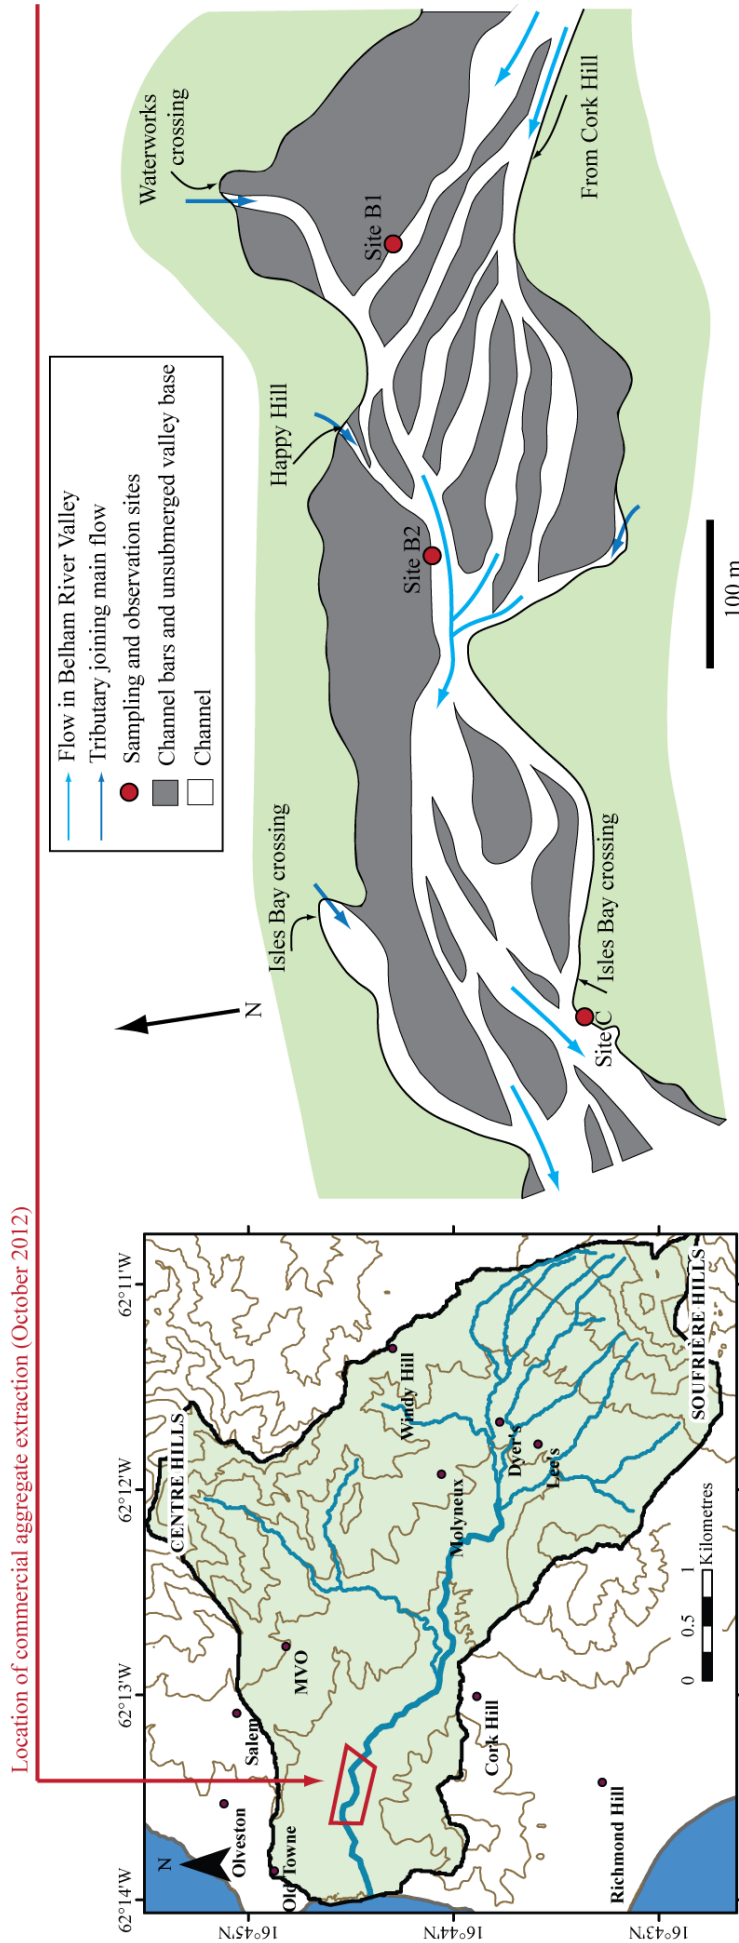 Location of commercial aggregate extraction (October 2012)
62°14'W
62°13'W
62°12'W
62°11'W
16°45'N
16°44'N
16°43'N
N
CENTRE HILLS
Olveston
Salem
Old Towne
MVO
Windy Hill
Molyneux
Dyer's
Lee's
Cork Hill
Richmond Hill
SOUFRIÈRE HILLS
0 0.5 1
Kilometres
N
Flow in Belham River Valley
Tributary joining main flow
Sampling and observation sites
Channel bars and unsubmerged valley base
Channel
Waterworks
crossing
Isles Bay crossing
Happy Hill
Site B1
Site B2
From Cork Hill
Isles Bay crossing
Site C
100 m